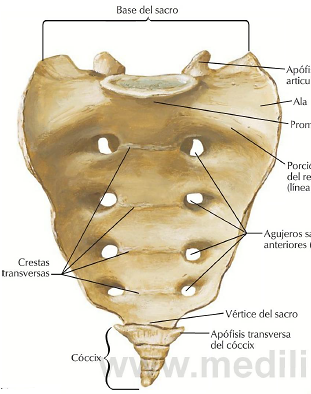 Base del sacro
Apófi
articu
Ala
Prom
Porció
del re
(línea
Agujeros sa
anteriores (
Crestas
transversas
Vértice del sacro
Apófisis transversa
del cóccix
Cóccix
www.medili